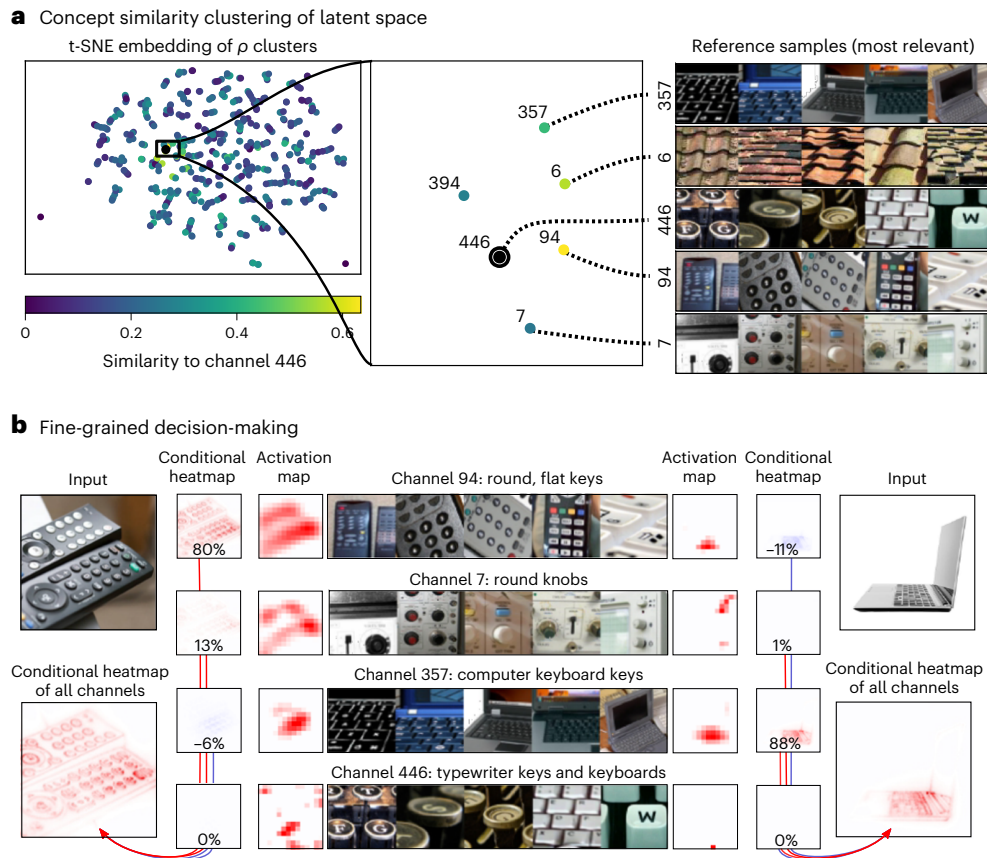 a Concept similarity clustering of latent space
t-SNE embedding of ρ clusters
Reference samples (most relevant)
357
6
394
446
94
7
357
6
446
94
7
0
0.2
0.4
0.6
Similarity to channel 446
b Fine-grained decision-making
Input
Conditional
heatmap
Activation
map
Channel 94: round, flat keys
Activation
map
Conditional
heatmap
Input
80%
–11%
Channel 7: round knobs
13%
1%
Conditional heatmap
of all channels
Channel 357: computer keyboard keys
Conditional heatmap
of all channels
–6%
88%
Channel 446: typewriter keys and keyboards
0%
0%
W
F
G
S
W